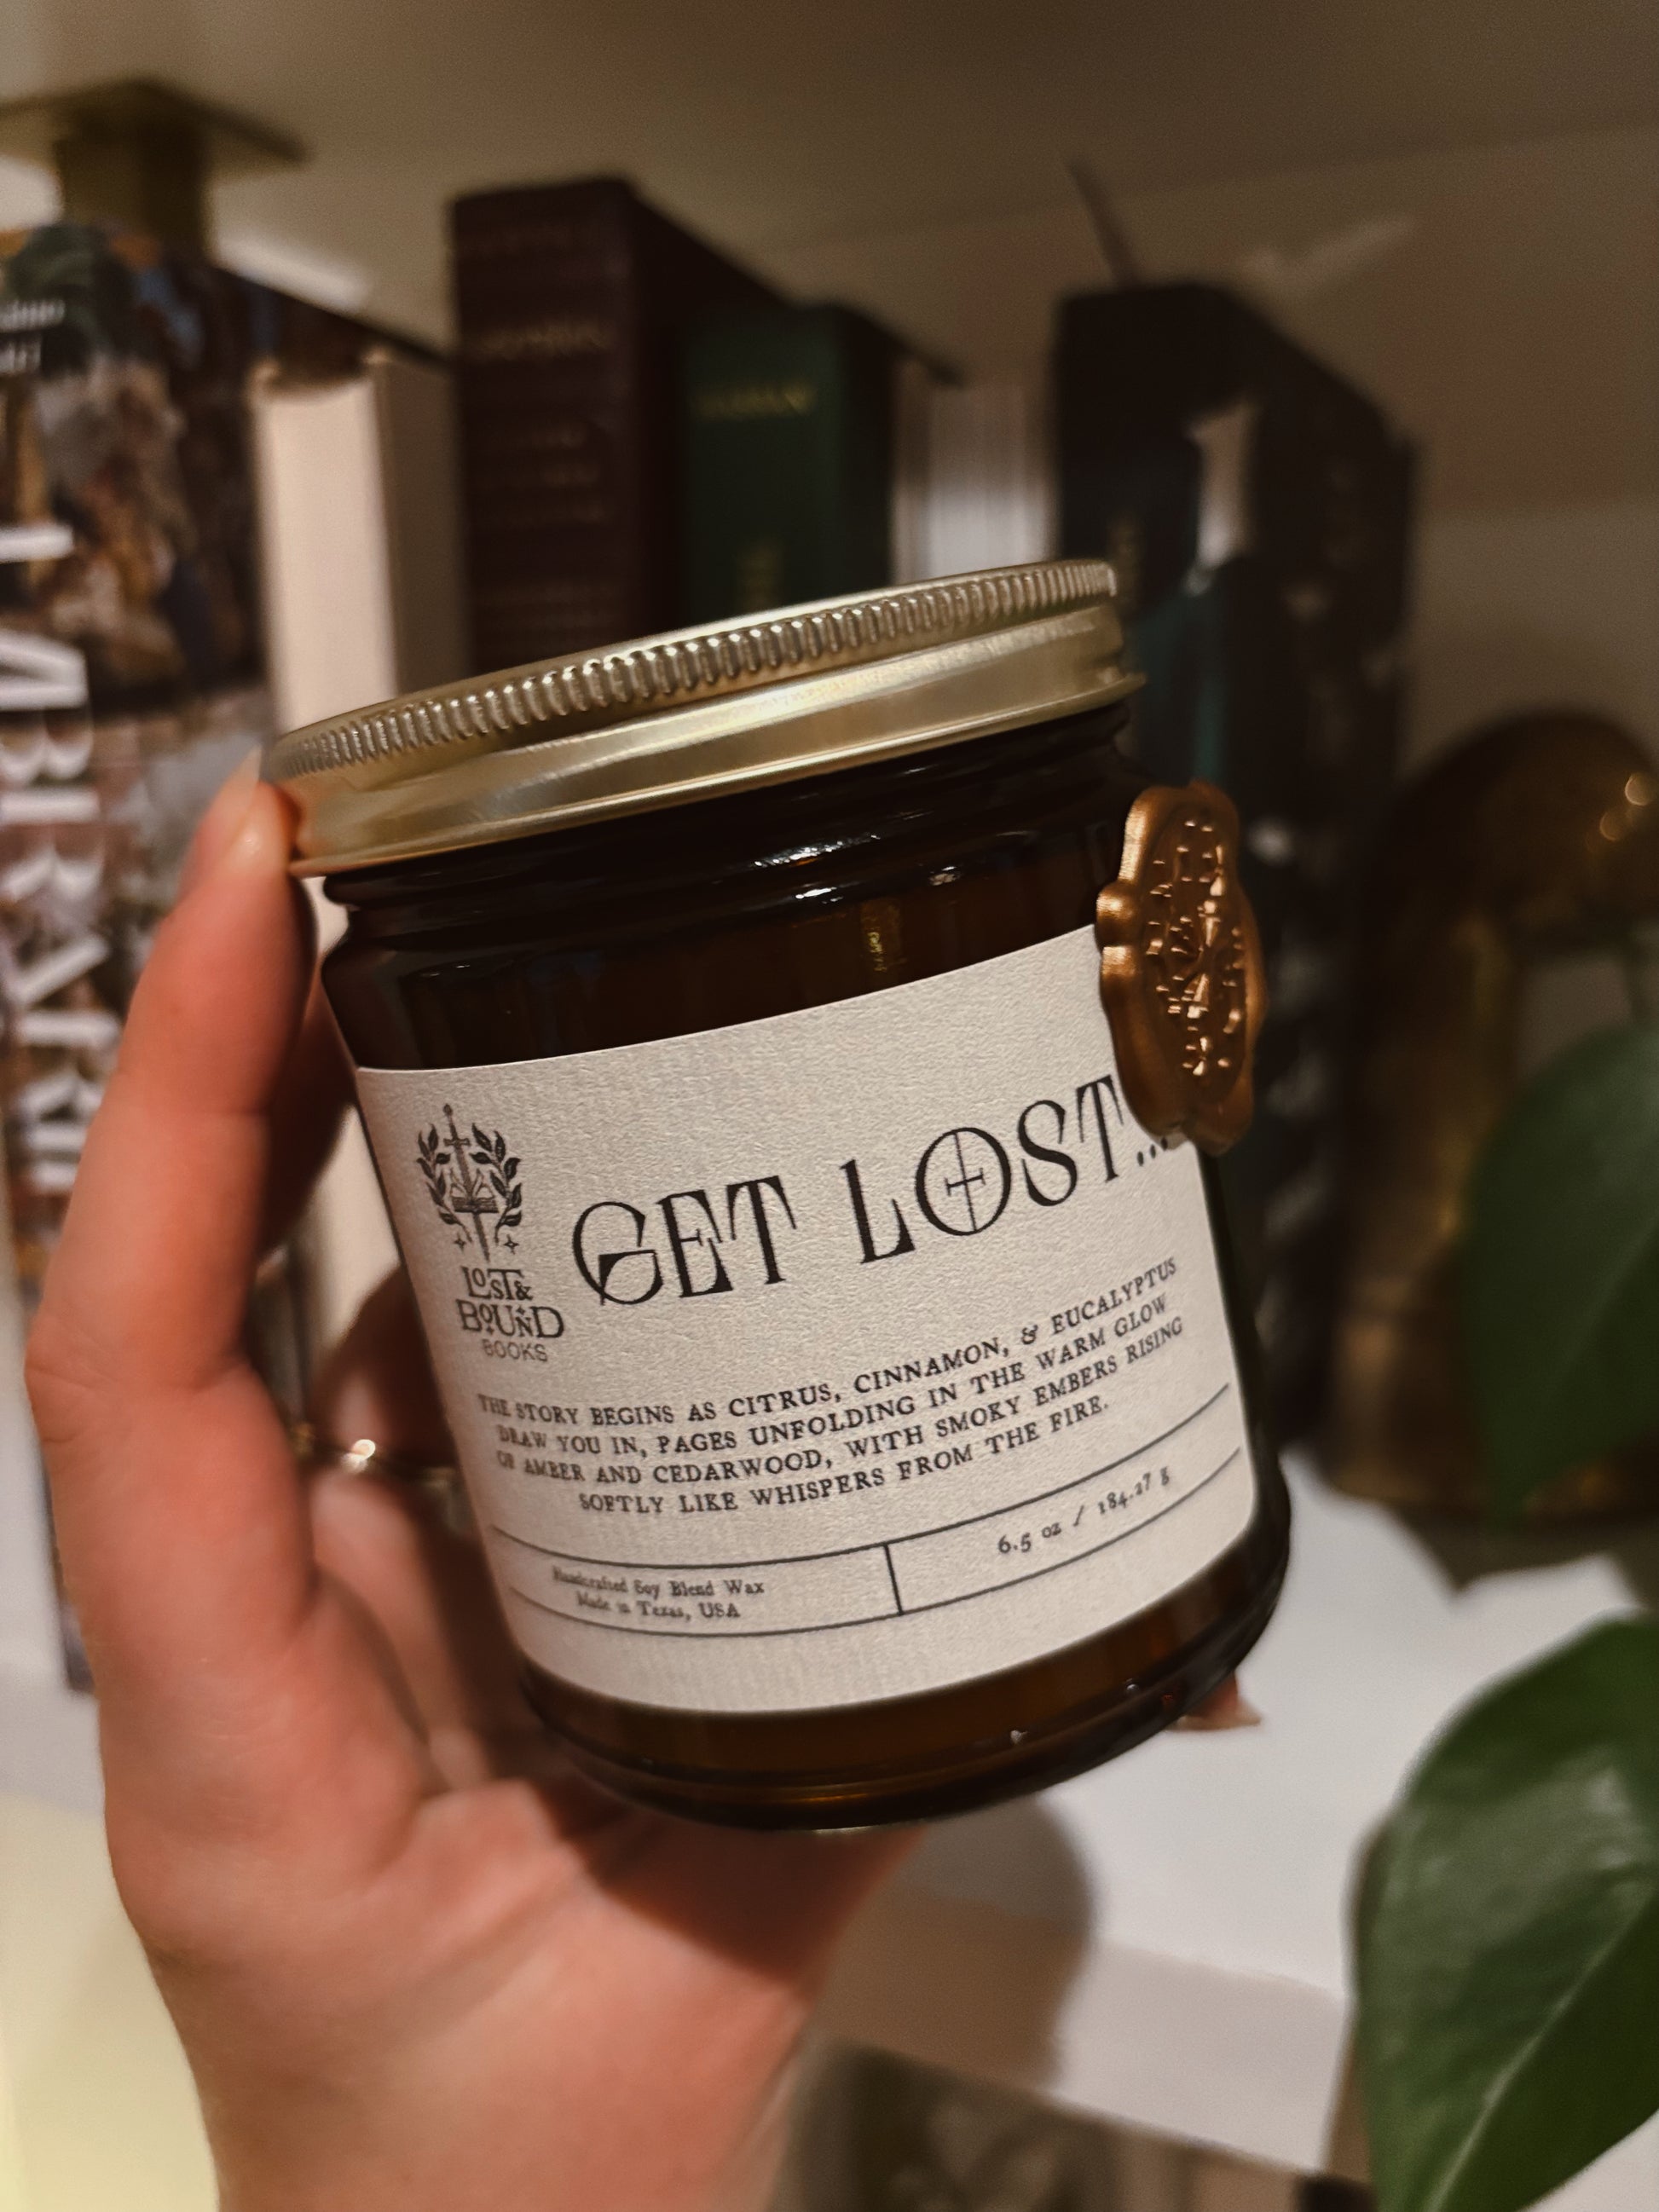 GET LOST...
LOST &
BOUND
BOOKS
THE STORY BEGINS AS CITRUS, CINNAMON, & EUCALYPTUS
DRAW YOU IN, PAGES UNFOLDING IN THE WARM GLOW
OF AMBER AND CEDARWOOD, WITH SMOKY EMBERS RISING
SOFTLY LIKE WHISPERS FROM THE FIRE.
Handcrafted Soy Blend Wax
Made in Texas, USA
6.5 oz / 184.27 g